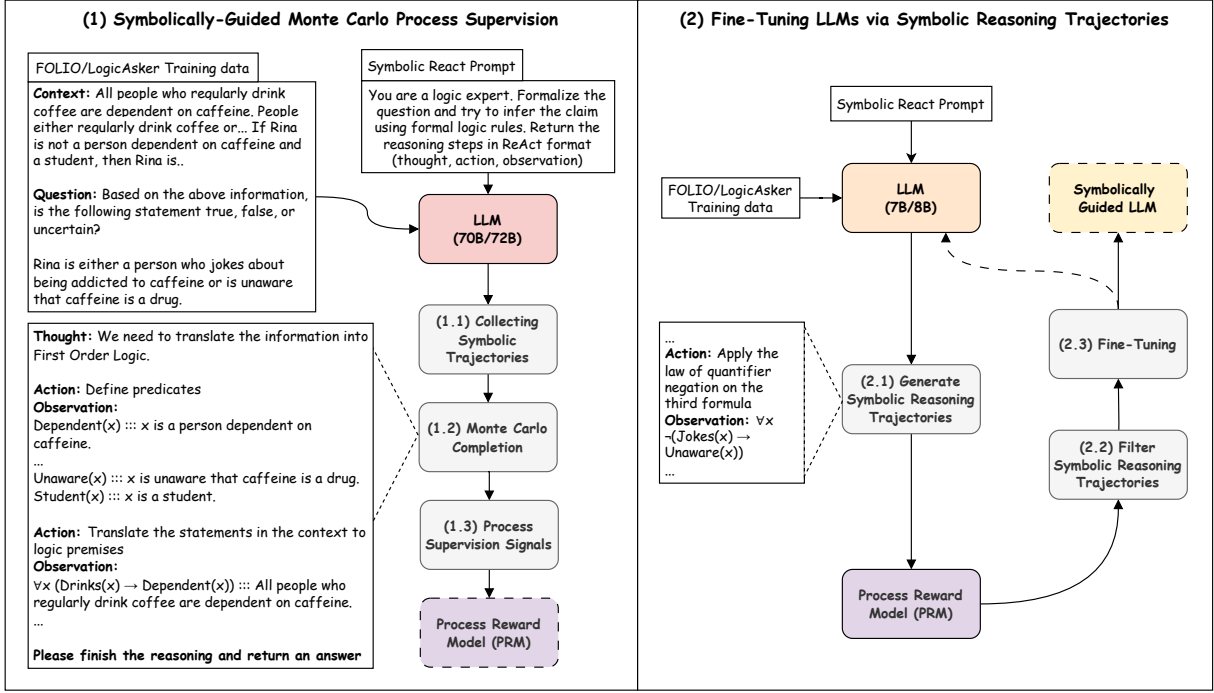 (1) Symbolically-Guided Monte Carlo Process Supervision
FOLIO/LogicAsker Training data
Context: All people who regularly drink
coffee are dependent on caffeine. People
either regularly drink coffee or... If Rina
is not a person dependent on caffeine and
a student, then Rina is..
Question: Based on the above information,
is the following statement true, false, or
uncertain?
Rina is either a person who jokes about
being addicted to caffeine or is unaware
that caffeine is a drug.
Symbolic React Prompt
You are a logic expert. Formalize the
question and try to infer the claim
using formal logic rules. Return the
reasoning steps in ReAct format
(thought, action, observation)
LLM
(70B/72B)
(1.1) Collecting
Symbolic
Trajectories
(1.2) Monte Carlo
Completion
(1.3) Process
Supervision Signals
Process Reward
Model (PRM)
Thought: We need to translate the information into
First Order Logic.
Action: Define predicates
Observation:
Dependent(x) ::: x is a person dependent on
caffeine.
...
Unaware(x) ::: x is unaware that caffeine is a drug.
Student(x) ::: x is a student.
Action: Translate the statements in the context to
logic premises
Observation:
∀x (Drinks(x) → Dependent(x)) ::: All people who
regularly drink coffee are dependent on caffeine.
...
Please finish the reasoning and return an answer
(2) Fine-Tuning LLMs via Symbolic Reasoning Trajectories
Symbolic React Prompt
FOLIO/LogicAsker
Training data
LLM
(7B/8B)
Symbolically
Guided LLM
...
Action: Apply the
law of quantifier
negation on the
third formula
Observation: ∀x
¬(Jokes(x) →
Unaware(x))
...
(2.1) Generate
Symbolic Reasoning
Trajectories
(2.3) Fine-Tuning
(2.2) Filter
Symbolic Reasoning
Trajectories
Process Reward
Model (PRM)